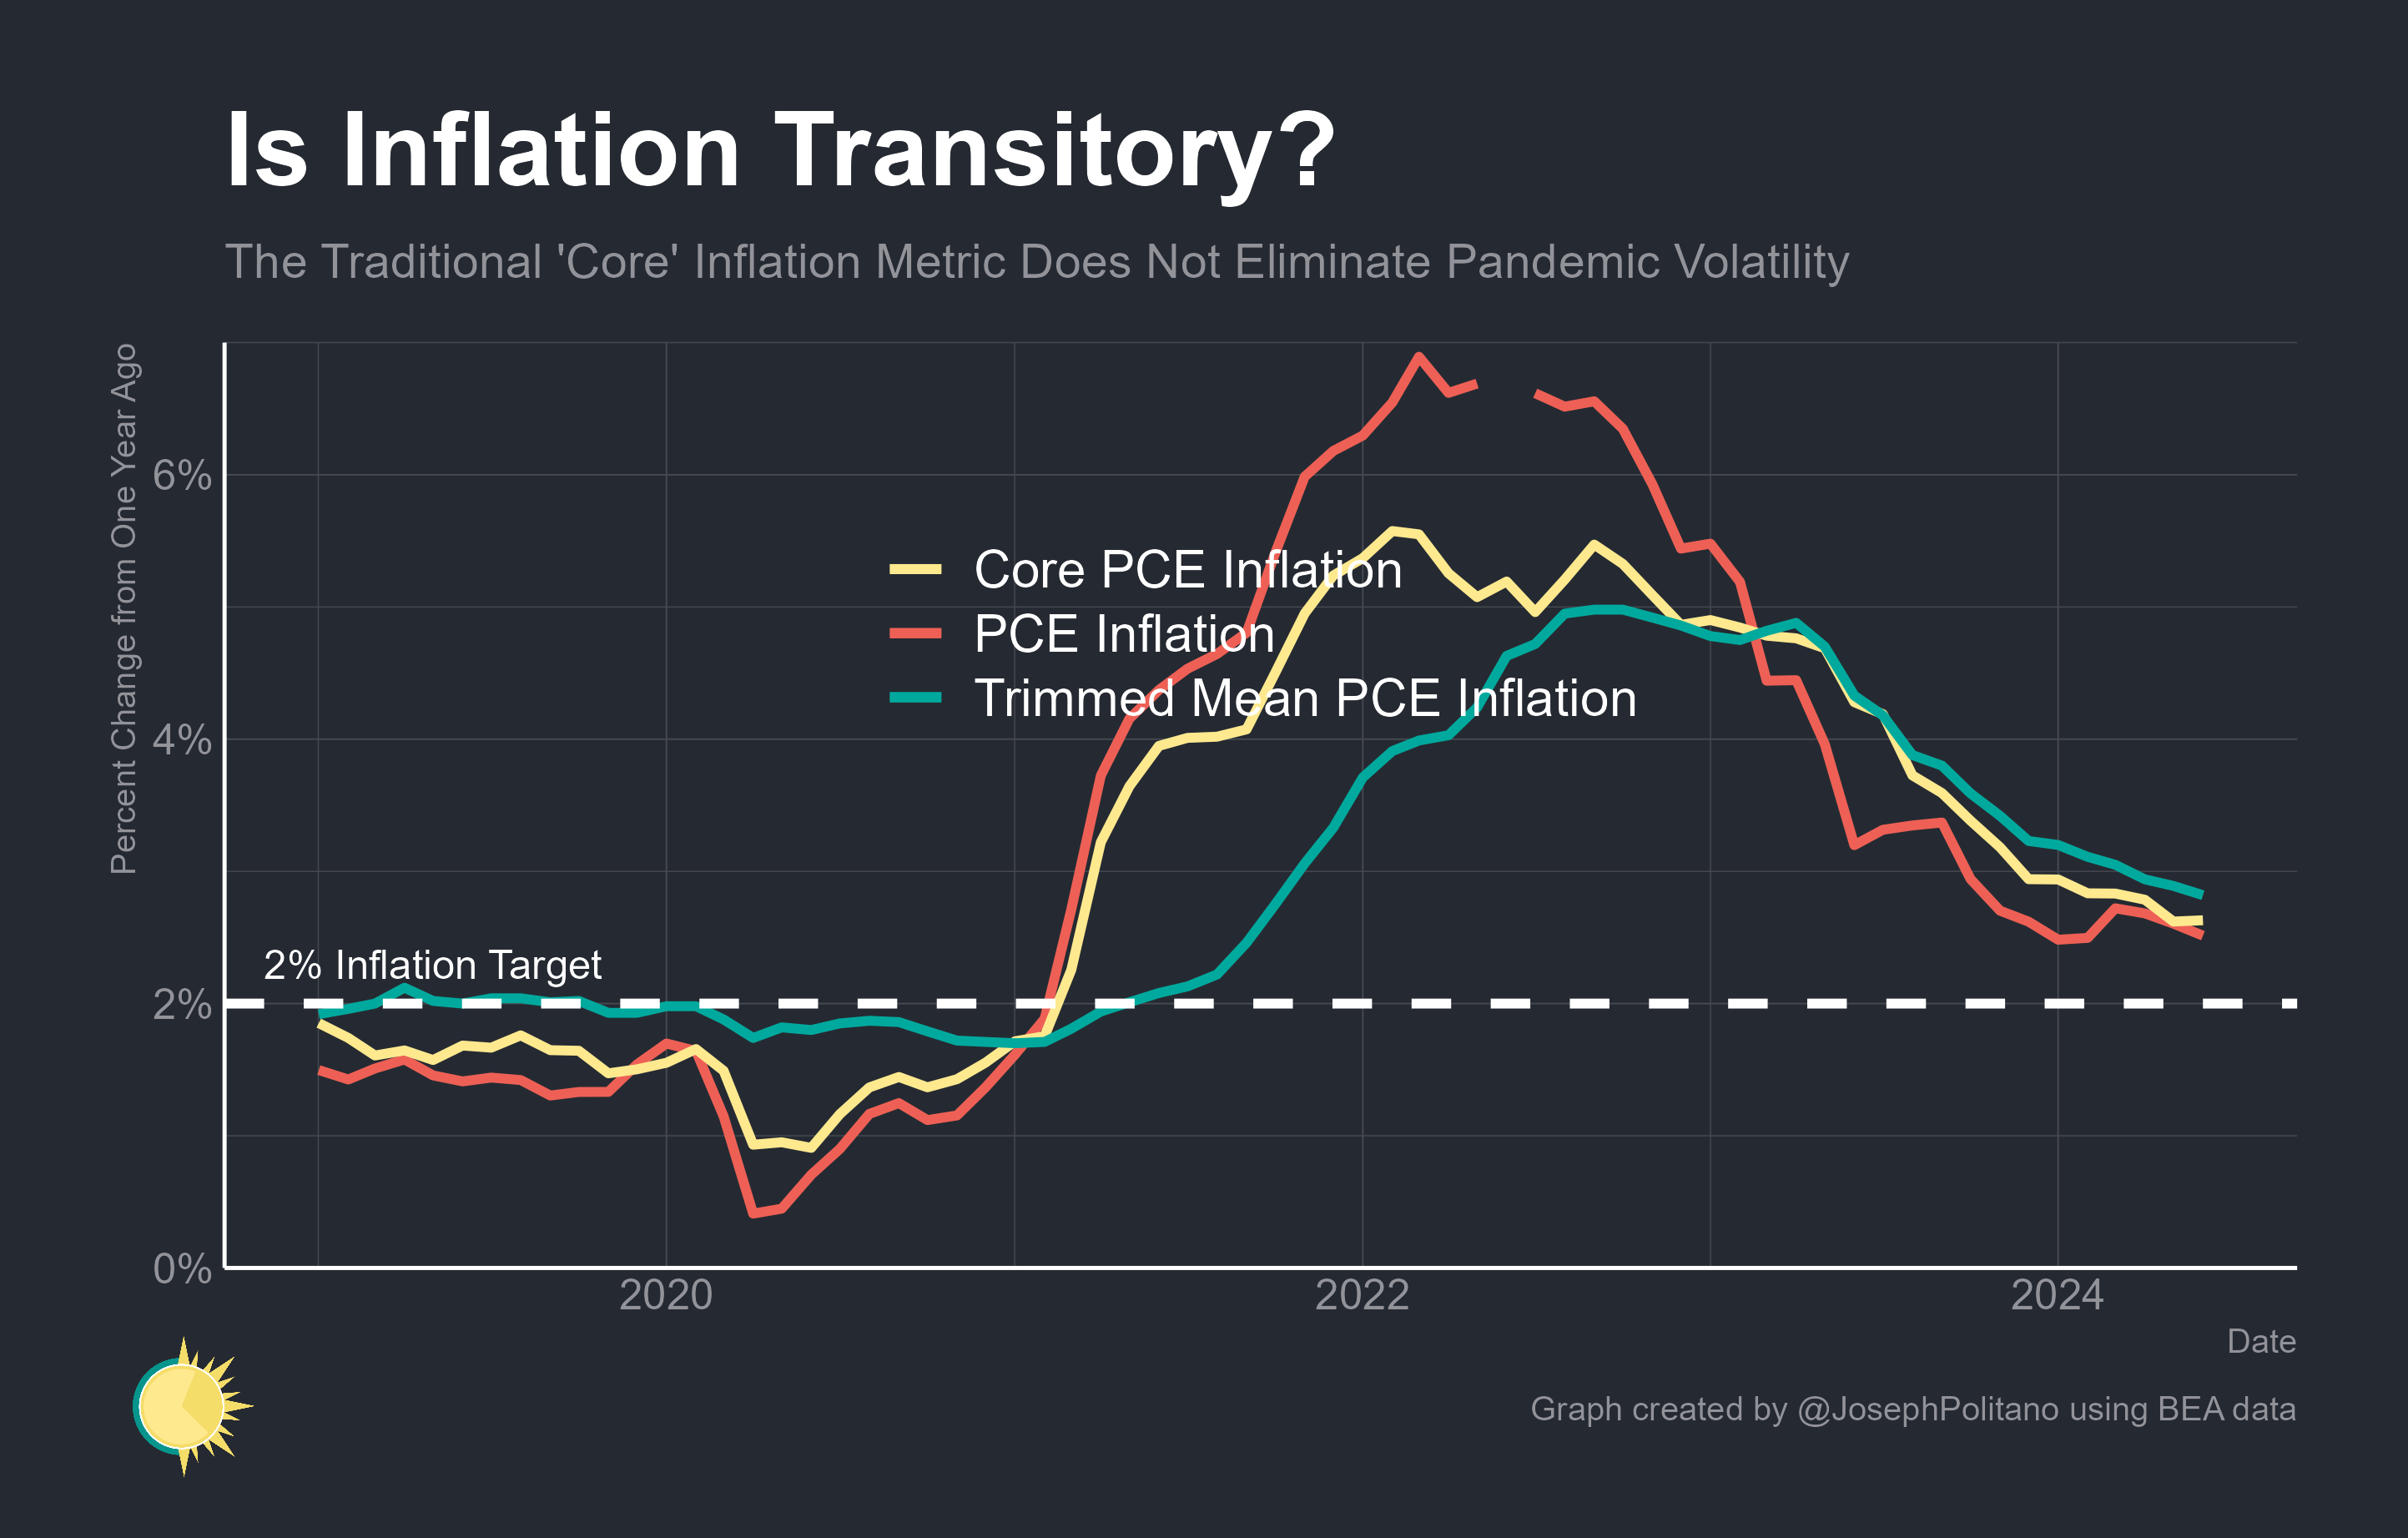 Is Inflation Transitory?
The Traditional 'Core' Inflation Metric Does Not Eliminate Pandemic Volatility
Percent Change from One Year Ago
6%
4%
2%
0%
Core PCE Inflation
PCE Inflation
Trimmed Mean PCE Inflation
2% Inflation Target
2020
2022
2024
Date
Graph created by @JosephPolitano using BEA data